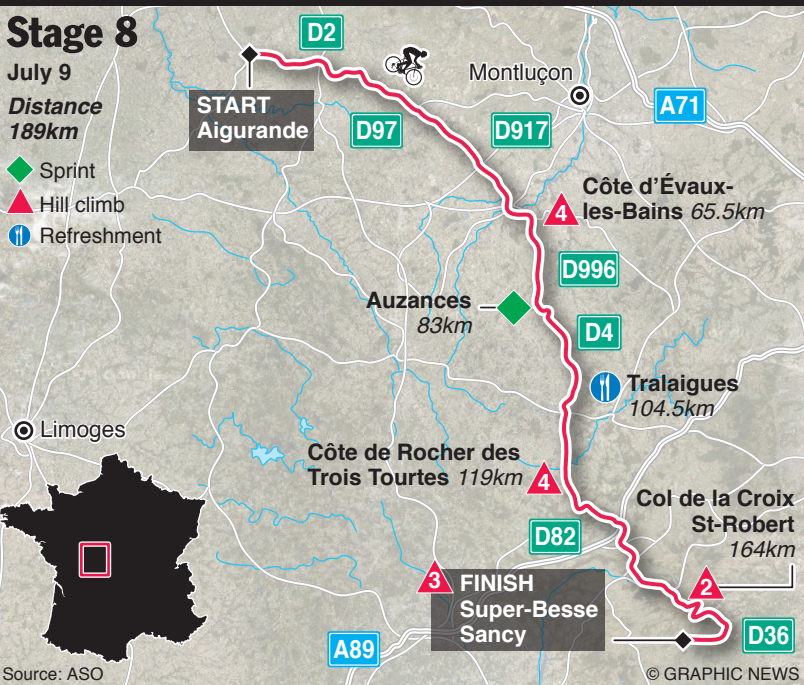 Stage 8
July 9
Distance
189km
Sprint
Hill climb
Refreshment
D2
START
Aigurande
D97
D917
Montluçon
A71
4
Côte d’Évaux-
les-Bains 65.5km
D996
Auzances
83km
D4
Tralaigues
104.5km
Limoges
Côte de Rocher des
Trois Tourtes 119km
4
Col de la Croix
St-Robert
164km
D82
2
3
FINISH
Super-Besse
Sancy
D36
A89
Source: ASO
© GRAPHIC NEWS